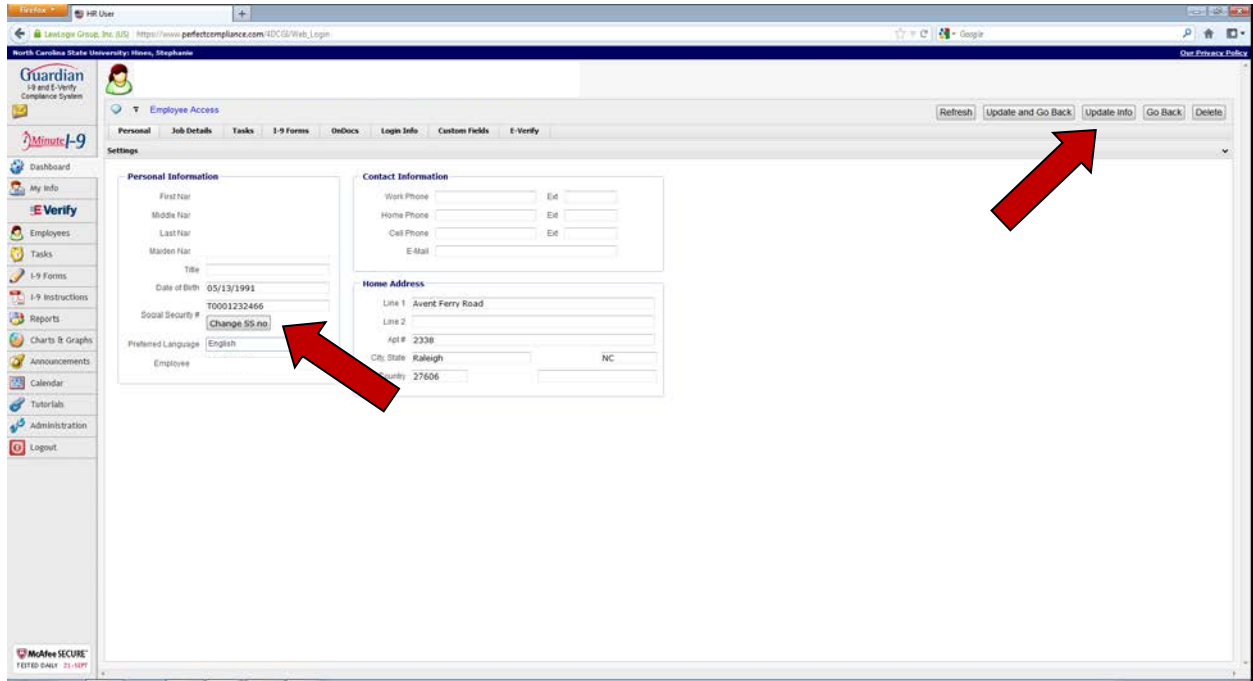 Firefox
HR User
+
LawLogix Group, Inc. (US) https://www.perfectcompliance.com/4DCGI/Web_Login
Google
North Carolina State University: Hines, Stephanie
Our Privacy Policy
Guardian
I-9 and E-Verify
Compliance System
Employee Access
Refresh Update and Go Back Update Info Go Back Delete
Personal Job Details Tasks I-9 Forms OnDocs Login Info Custom Fields E-Verify
Settings
7Minute I-9
Dashboard
My Info
E Verify
Employees
Tasks
I-9 Forms
I-9 Instructions
Reports
Charts & Graphs
Announcements
Calendar
Tutorials
Administration
Logout
Personal Information
First Nar
Middle Nar
Last Nar
Maiden Nar
Title
Date of Birth 05/13/1991
T0001232466
Social Security #
Change SS no
Preferred Language English
Employee
Contact Information
Work Phone Ext
Home Phone Ext
Cell Phone Ext
E-Mail
Home Address
Line 1 Avent Ferry Road
Line 2
Apt # 2338
City, State Raleigh NC
Country 27606
McAfee SECURE
TESTED DAILY 21-SEPT